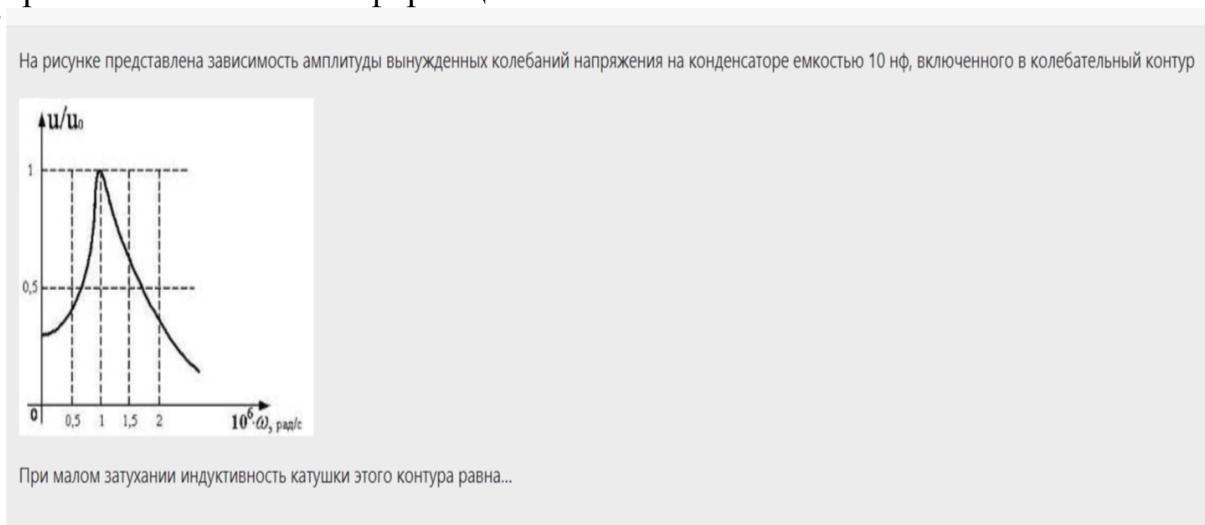 На рисунке представлена зависимость амплитуды вынужденных колебаний напряжения на конденсаторе емкостью 10 нф, включенного в колебательный контур
u/u₀
1
0,5
0
0,5 1 1,5 2 10⁶·ω, рад/с
При малом затухании индуктивность катушки этого контура равна...